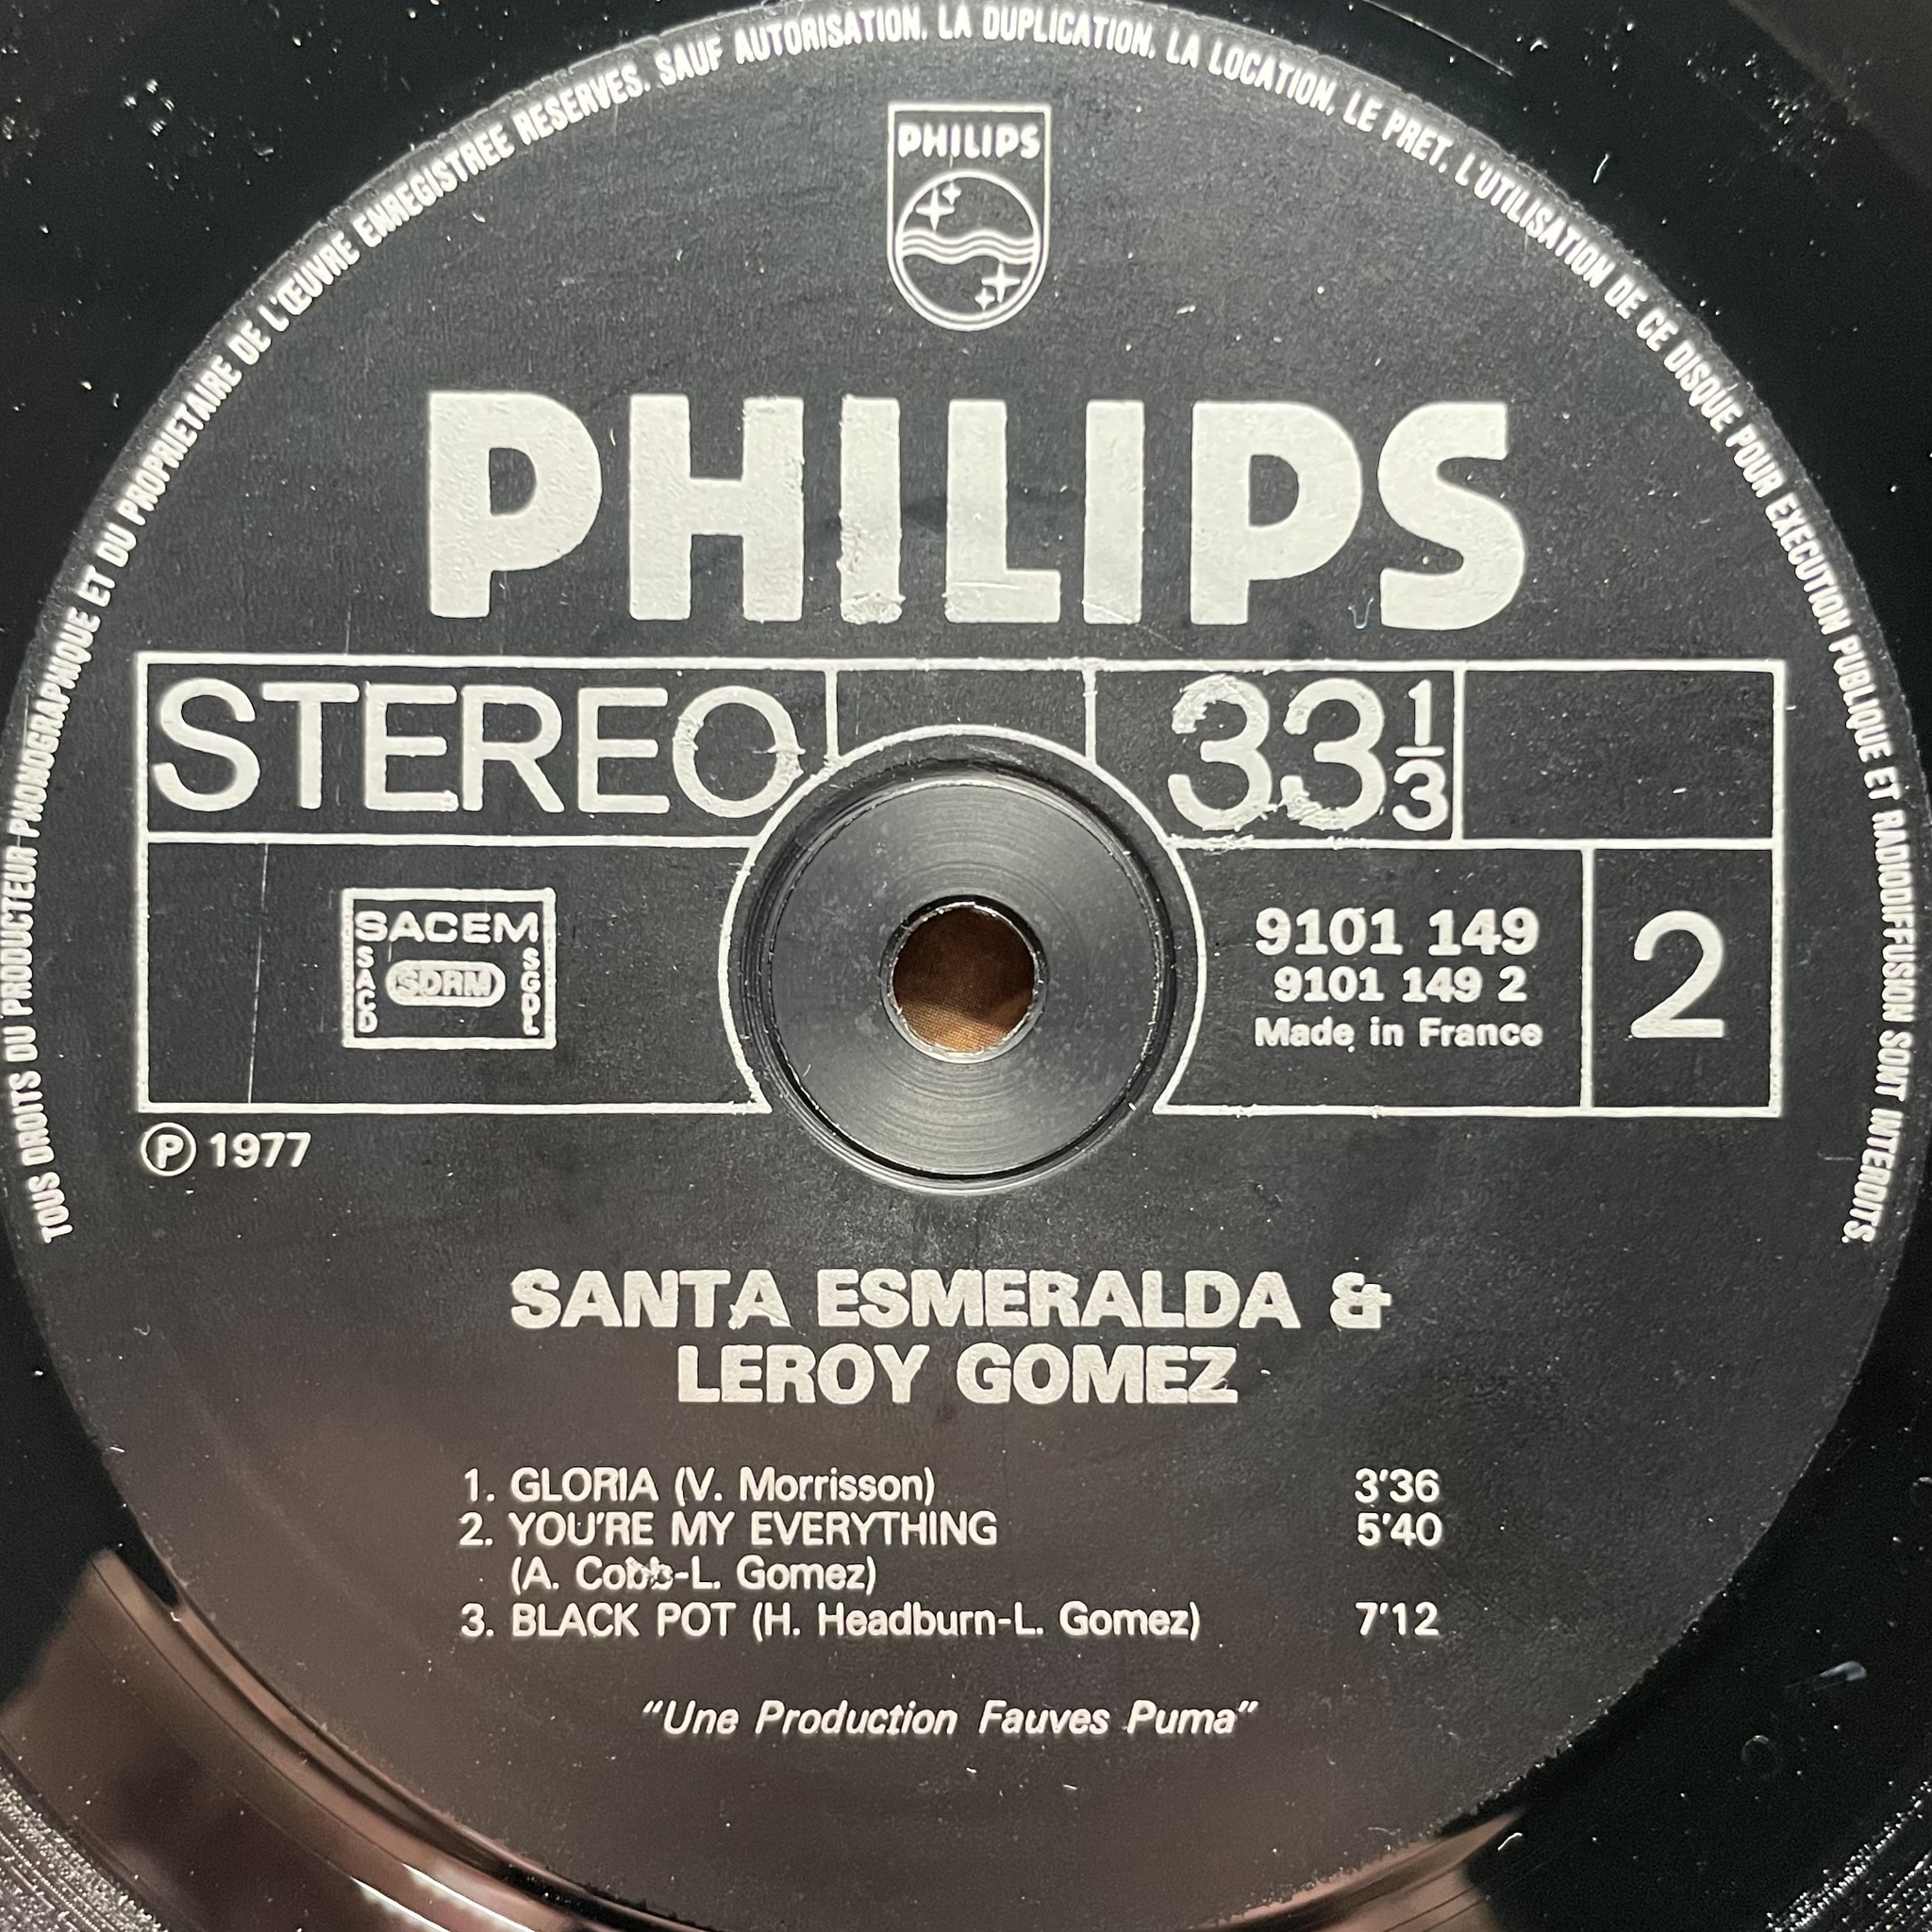 TOUS DROITS DU PRODUCTEUR PHONOGRAPHIQUE ET DU PROPRIETAIRE DE L'ŒUVRE ENREGISTREE RESERVES. SAUF AUTORISATION, LA DUPLICATION, LA LOCATION, LE PRET, L'UTILISATION DE CE DISQUE POUR EXECUTION PUBLIQUE ET RADIODIFFUSION SONT INTERDITS.
PHILIPS
PHILIPS
STEREO
33 1/3
SACEM
SACD
SDRM
SGDL
9101 149
9101 149 2
Made in France
2
Ⓟ 1977
SANTA ESMERALDA &
LEROY GOMEZ
1. GLORIA (V. Morrisson) 3'36
2. YOU'RE MY EVERYTHING 5'40
(A. Cobb-L. Gomez)
3. BLACK POT (H. Headburn-L. Gomez) 7'12
"Une Production Fauves Puma"